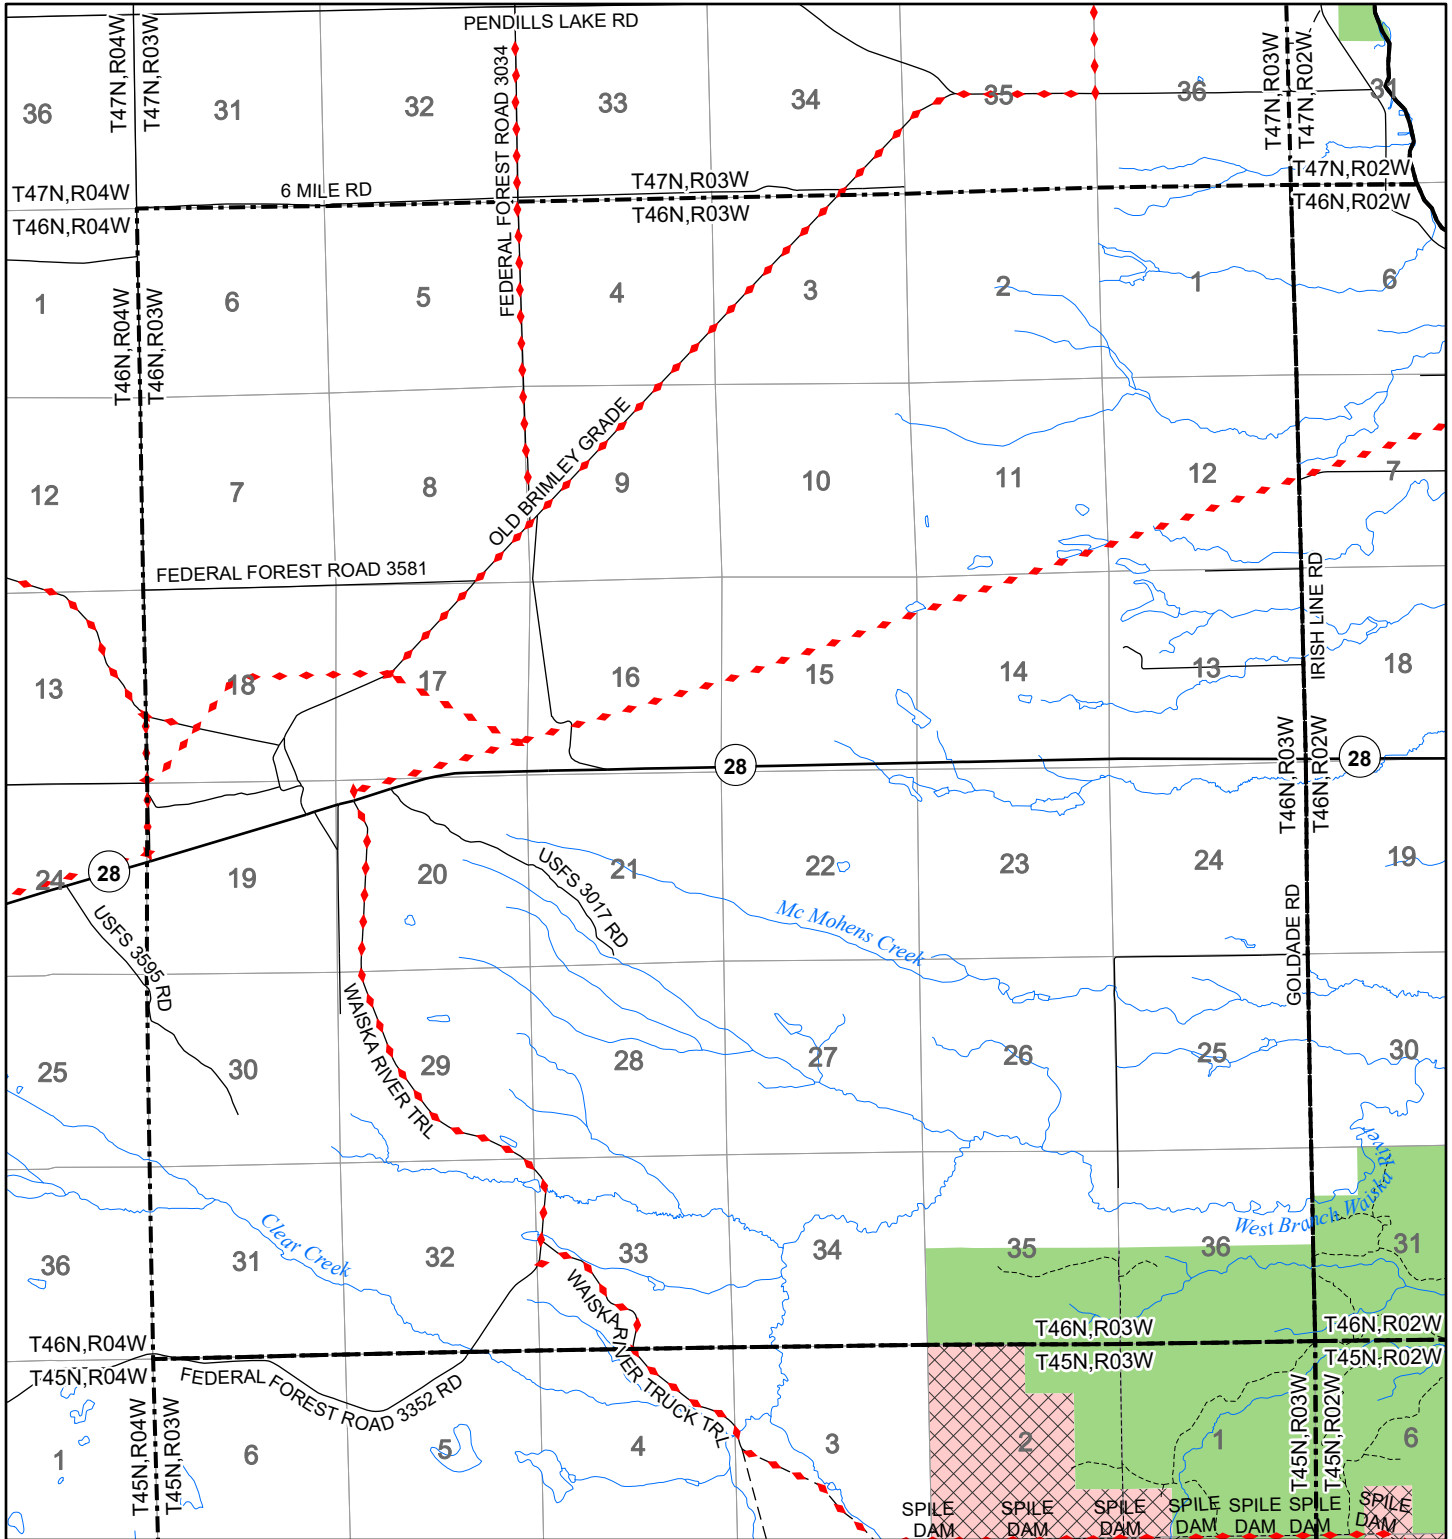 PENDILLS LAKE RD
T47N,R04W
T47N,R03W
FEDERAL FOREST ROAD 3034
T47N,R03W
T47N,R02W
36
31
32
33
34
35
36
31
T47N,R04W
6 MILE RD
T47N,R03W
T47N,R02W
T46N,R04W
T46N,R03W
T46N,R02W
1
6
5
4
3
2
1
6
T46N,R04W
T46N,R03W
OLD BRIMLEY GRADE
12
7
8
9
10
11
12
7
FEDERAL FOREST ROAD 3581
IRISH LINE RD
13
18
17
16
15
14
13
18
28
28
T46N,R03W
T46N,R02W
24
28
19
20
21
22
23
24
19
USFS 3595 RD
USFS 3017 RD
Mc Mohens Creek
GOLDADE RD
WAISKA RIVER TRL
25
30
29
28
27
26
25
30
West Branch Waiska River
Clear Creek
36
31
32
33
34
35
36
31
WAISKA RIVER TRUCK TRL
T46N,R04W
T46N,R03W
T46N,R02W
T45N,R04W
T45N,R03W
T45N,R02W
FEDERAL FOREST ROAD 3352 RD
T45N,R04W
T45N,R03W
T45N,R03W
T45N,R02W
1
6
5
4
3
2
1
6
SPILE
DAM
SPILE
DAM
SPILE
DAM
SPILE
DAM
SPILE
DAM
SPILE
DAM
SPILE
DAM